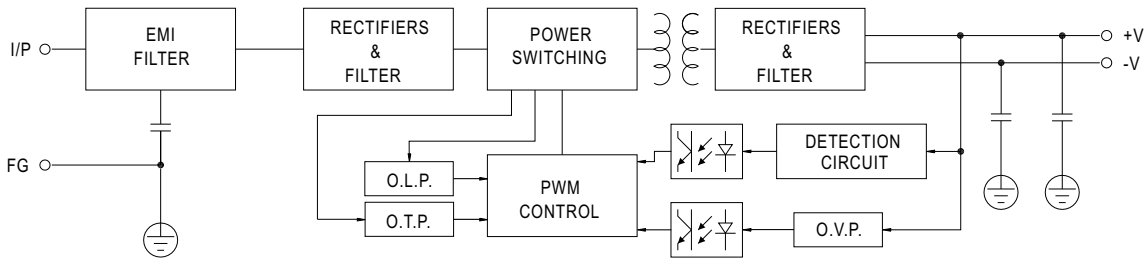 I/P
EMI
FILTER
RECTIFIERS
&
FILTER
POWER
SWITCHING
RECTIFIERS
&
FILTER
+V
-V
FG
O.L.P.
O.T.P.
PWM
CONTROL
DETECTION
CIRCUIT
O.V.P.